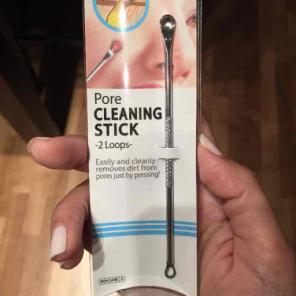 Pore
CLEANING
STICK
-2 Loops-
Easily and cleanly
removes dirt from
pores just by pressing!